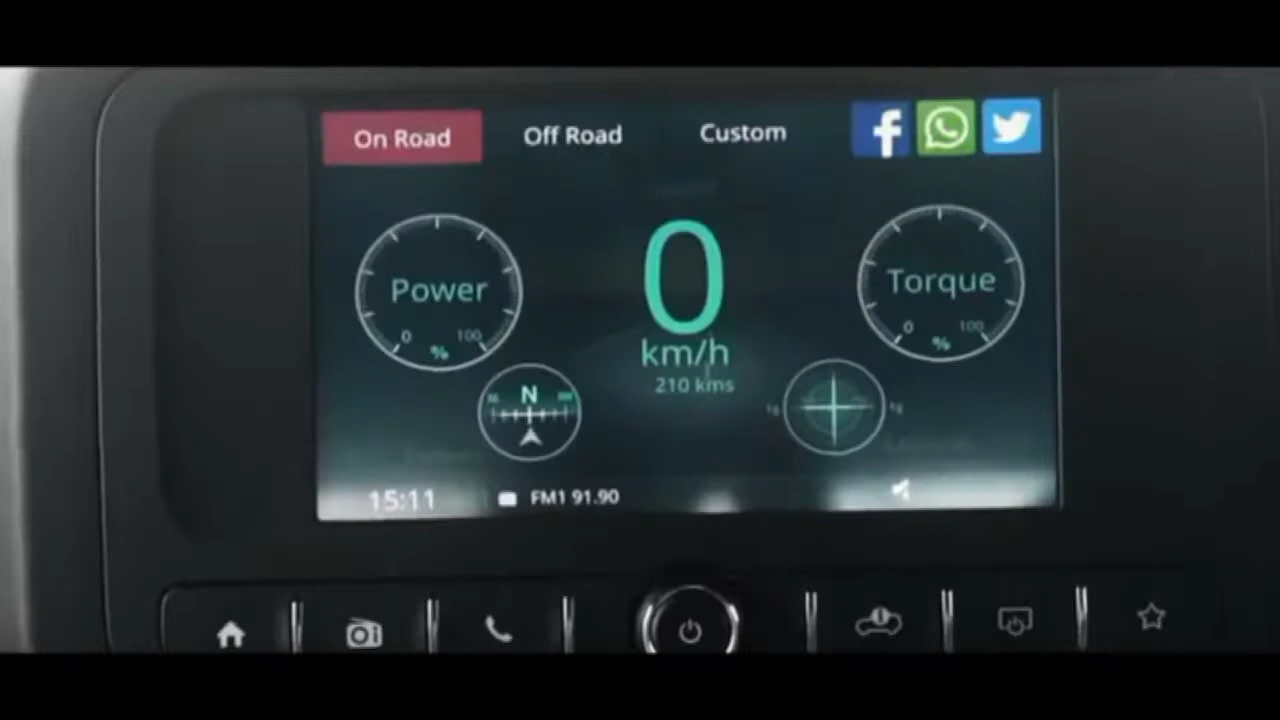 On Road Off Road Custom
f
Power
0 100
%
0
km/h
210 kms
Torque
0 100
%
N
15:11
FM1 91.90